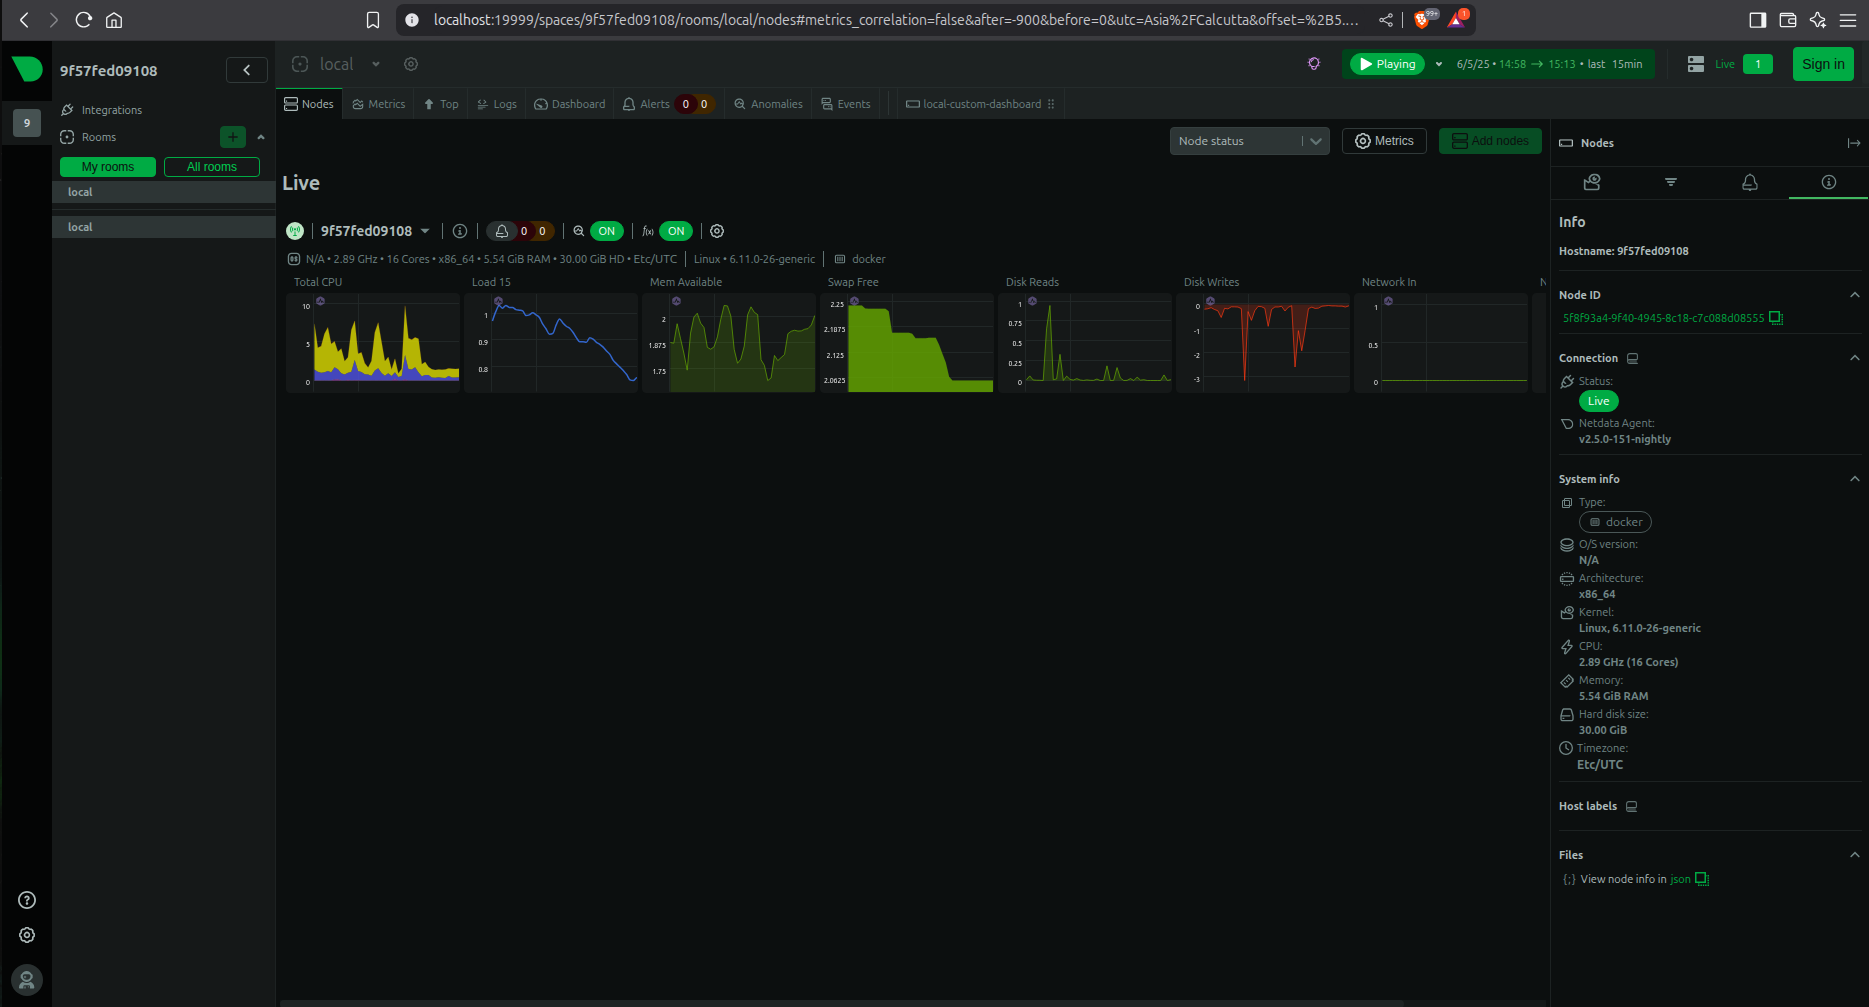 localhost:19999/spaces/9f57fed09108/rooms/local/nodes#metrics_correlation=false&after=-900&before=0&utc=Asia%2FCalcutta&offset=%2B5.…
99+
1
9f57fed09108
9
Integrations
Rooms
+
My rooms
All rooms
local
local
local
Playing
6/5/25 • 14:58 → 15:13 • last 15min
Live
1
Sign in
Nodes
Metrics
Top
Logs
Dashboard
Alerts 0 0
Anomalies
Events
local-custom-dashboard
Node status
Metrics
Add nodes
Live
9f57fed09108
0 0
ON
f(x) ON
N/A • 2.89 GHz • 16 Cores • x86_64 • 5.54 GiB RAM • 30.00 GiB HD • Etc/UTC
Linux • 6.11.0-26-generic
docker
Total CPU
10
5
0
Load 15
1
0.9
0.8
Mem Available
2
1.875
1.75
Swap Free
2.25
2.1875
2.125
2.0625
Disk Reads
1
0.75
0.5
0.25
0
Disk Writes
0
-1
-2
-3
Network In
1
0.5
0
N
Nodes
Info
Hostname: 9f57fed09108
Node ID
5f8f93a4-9f40-4945-8c18-c7c088d08555
Connection
Status:
Live
Netdata Agent:
v2.5.0-151-nightly
System info
Type:
docker
O/S version:
N/A
Architecture:
x86_64
Kernel:
Linux, 6.11.0-26-generic
CPU:
2.89 GHz (16 Cores)
Memory:
5.54 GiB RAM
Hard disk size:
30.00 GiB
Timezone:
Etc/UTC
Host labels
Files
{;} View node info in json